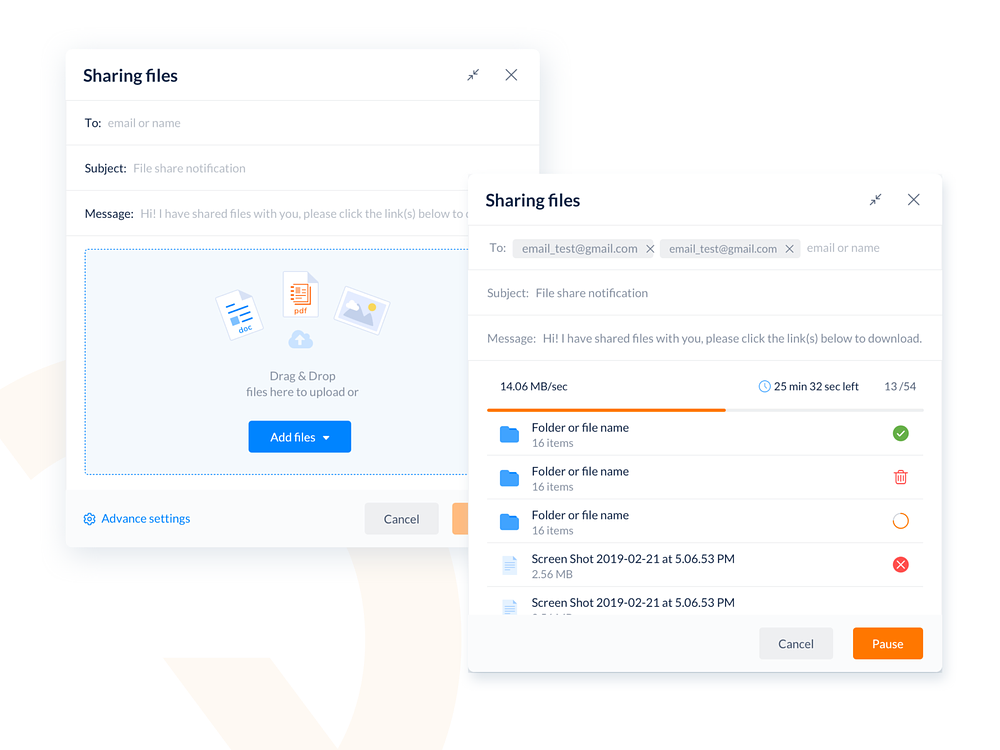 Sharing files
To: email or name
Subject: File share notification
Message: Hi! I have shared files with you, please click the link(s) below to
doc
pdf
Drag & Drop
files here to upload or
Add files
Advance settings
Cancel
Sharing files
To: email_test@gmail.com email_test@gmail.com email or name
Subject: File share notification
Message: Hi! I have shared files with you, please click the link(s) below to download.
14.06 MB/sec 25 min 32 sec left 13/54
Folder or file name
16 items
Folder or file name
16 items
Folder or file name
16 items
Screen Shot 2019-02-21 at 5.06.53 PM
2.56 MB
Screen Shot 2019-02-21 at 5.06.53 PM
Cancel
Pause